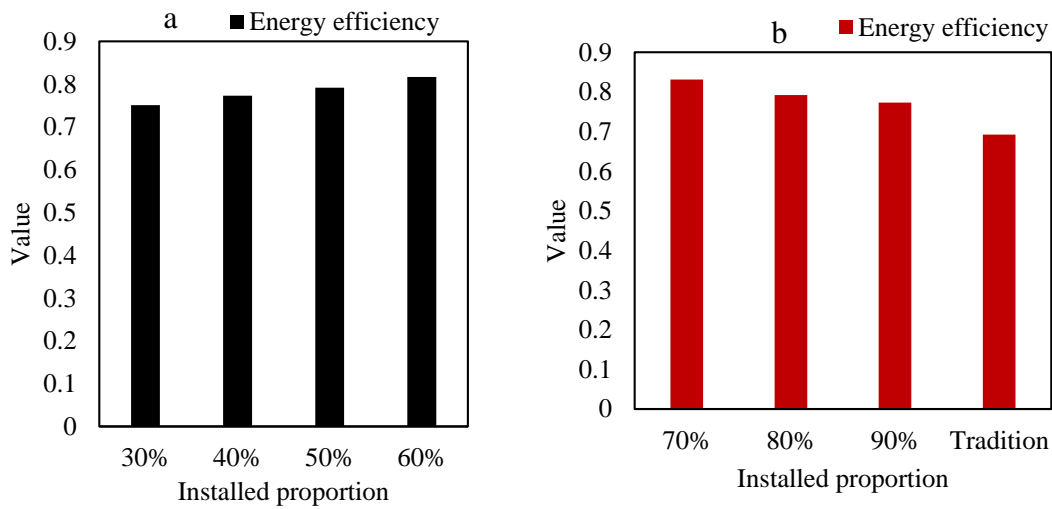 a
Energy efficiency
0.9
0.8
0.7
0.6
0.5
0.4
0.3
0.2
0.1
0
Value
30% 40% 50% 60%
Installed proportion
b
Energy efficiency
0.9
0.8
0.7
0.6
0.5
0.4
0.3
0.2
0.1
0
Value
70% 80% 90% Tradition
Installed proportion